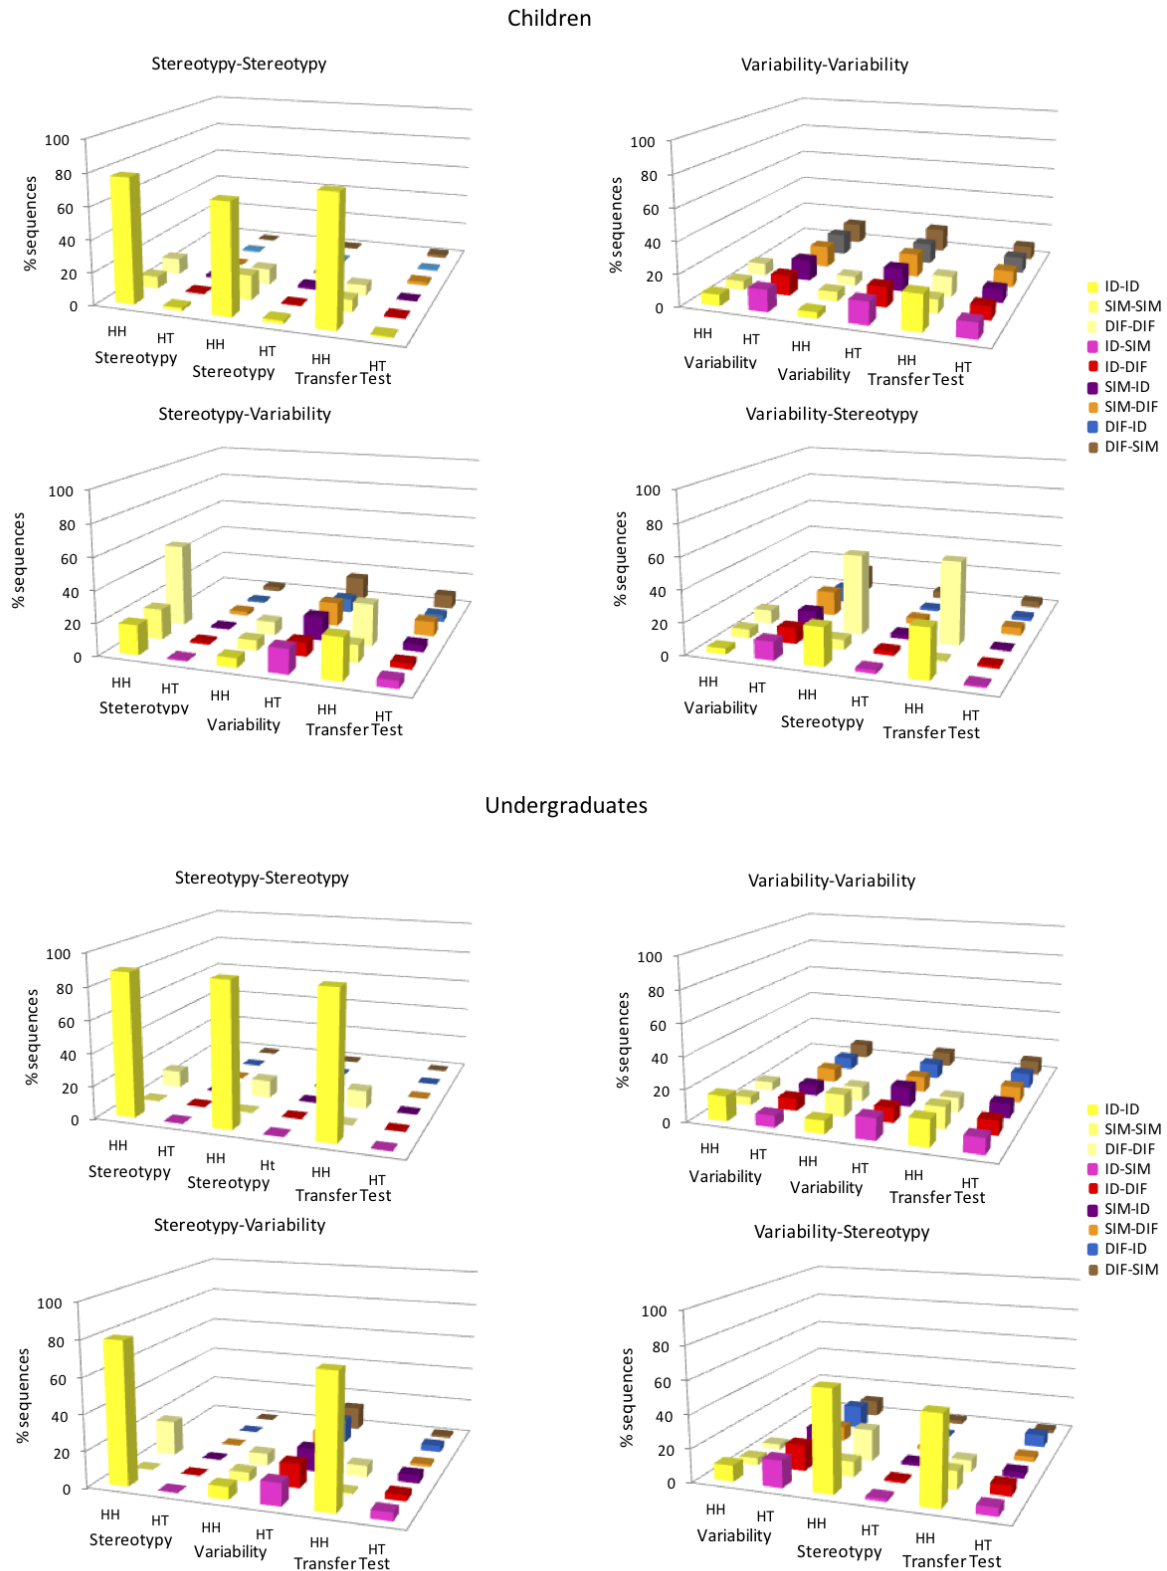 Children
Stereotypy-Stereotypy
% sequences
100
80
60
40
20
0
HH
HT
HH
HT
HH
HT
Stereotypy
Stereotypy
Transfer Test
Variability-Variability
% sequences
100
80
60
40
20
0
HH
HT
HH
HT
HH
HT
Variability
Variability
Transfer Test
ID-ID
SIM-SIM
DIF-DIF
ID-SIM
ID-DIF
SIM-ID
SIM-DIF
DIF-ID
DIF-SIM
Stereotypy-Variability
% sequences
100
80
60
40
20
0
HH
HT
HH
HT
HH
HT
Steterotypy
Variability
Transfer Test
Variability-Stereotypy
% sequences
100
80
60
40
20
0
HH
HT
HH
HT
HH
HT
Variability
Stereotypy
Transfer Test
Undergraduates
Stereotypy-Stereotypy
% sequences
100
80
60
40
20
0
HH
HT
HH
Ht
HH
HT
Stereotypy
Stereotypy
Transfer Test
Variability-Variability
% sequences
100
80
60
40
20
0
HH
HT
HH
HT
HH
HT
Variability
Variability
Transfer Test
ID-ID
SIM-SIM
DIF-DIF
ID-SIM
ID-DIF
SIM-ID
SIM-DIF
DIF-ID
DIF-SIM
Stereotypy-Variability
% sequences
100
80
60
40
20
0
HH
HT
HH
HT
HH
HT
Stereotypy
Variability
Transfer Test
Variability-Stereotypy
% sequences
100
80
60
40
20
0
HH
HT
HH
HT
HH
HT
Variability
Stereotypy
Transfer Test